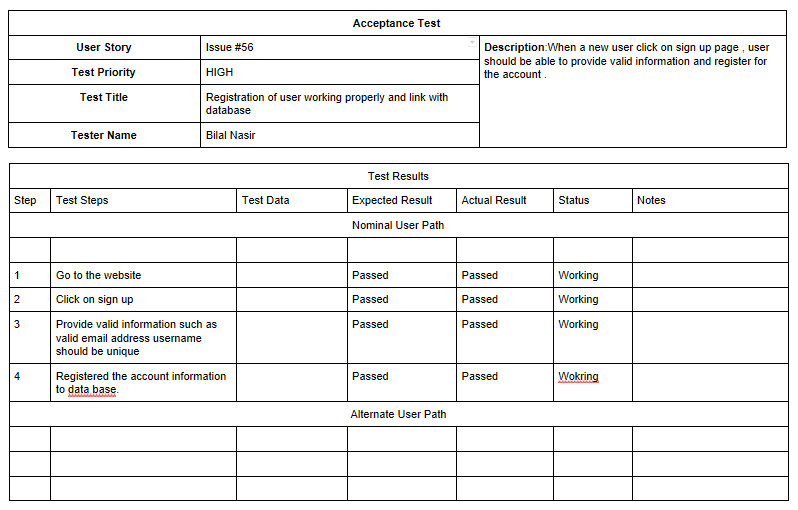 Acceptance Test
User Story
Issue #56
Description:When a new user click on sign up page , user
should be able to provide valid information and register for
the account .
Test Priority
HIGH
Test Title
Registration of user working properly and link with
database
Tester Name
Bilal Nasir
Test Results
Step Test Steps Test Data Expected Result Actual Result Status Notes
Nominal User Path
1 Go to the website Passed Passed Working
2 Click on sign up Passed Passed Working
3 Provide valid information such as Passed Passed Working
valid email address username
should be unique
4 Registered the account information Passed Passed Wokring
to data base.
Alternate User Path